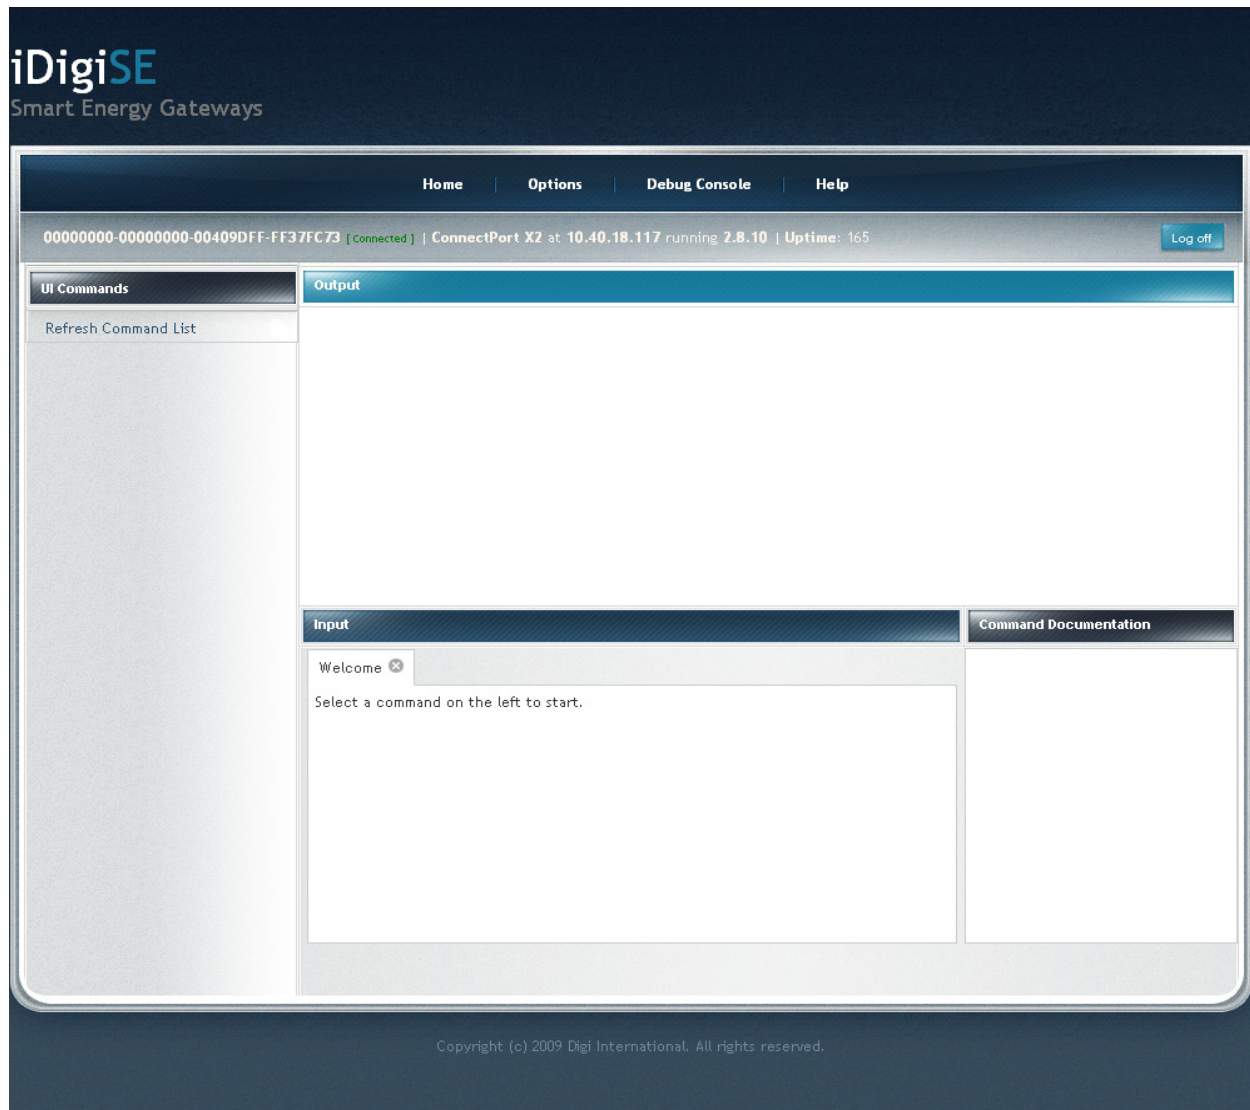 iDigiSE
Smart Energy Gateways
Home | Options | Debug Console | Help
00000000-00000000-00409DFF-FF37FC73 [ Connected ] | ConnectPort X2 at 10.40.18.117 running 2.8.10 | Uptime: 165
Log off
UI Commands
Refresh Command List
Output
Input
Welcome
Select a command on the left to start.
Command Documentation
Copyright (c) 2009 Digi International. All rights reserved.